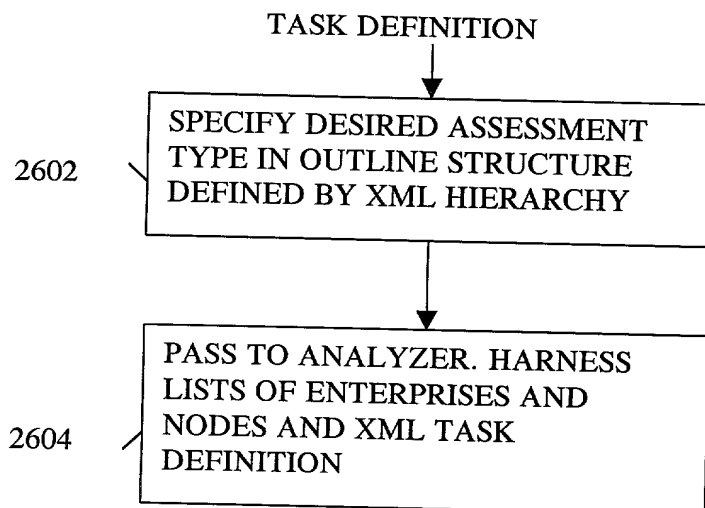 TASK DEFINITION
SPECIFY DESIRED ASSESSMENT
TYPE IN OUTLINE STRUCTURE
DEFINED BY XML HIERARCHY
2602
PASS TO ANALYZER. HARNESS
LISTS OF ENTERPRISES AND
NODES AND XML TASK
DEFINITION
2604